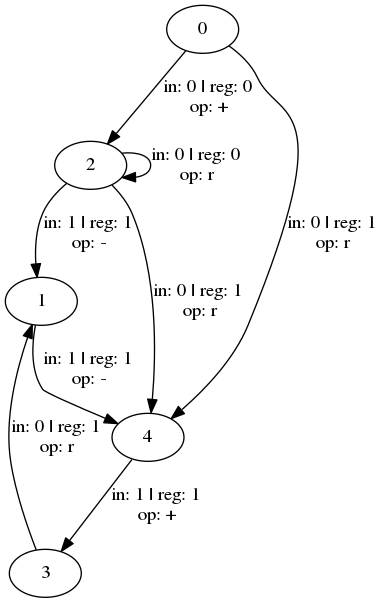 0
in: 0 | reg: 0
op: +
2
in: 0 | reg: 0
op: r
in: 1 | reg: 1
op: -
in: 0 | reg: 1
op: r
in: 0 | reg: 1
op: r
1
in: 1 | reg: 1
op: -
in: 0 | reg: 1
op: r
4
in: 1 | reg: 1
op: +
3